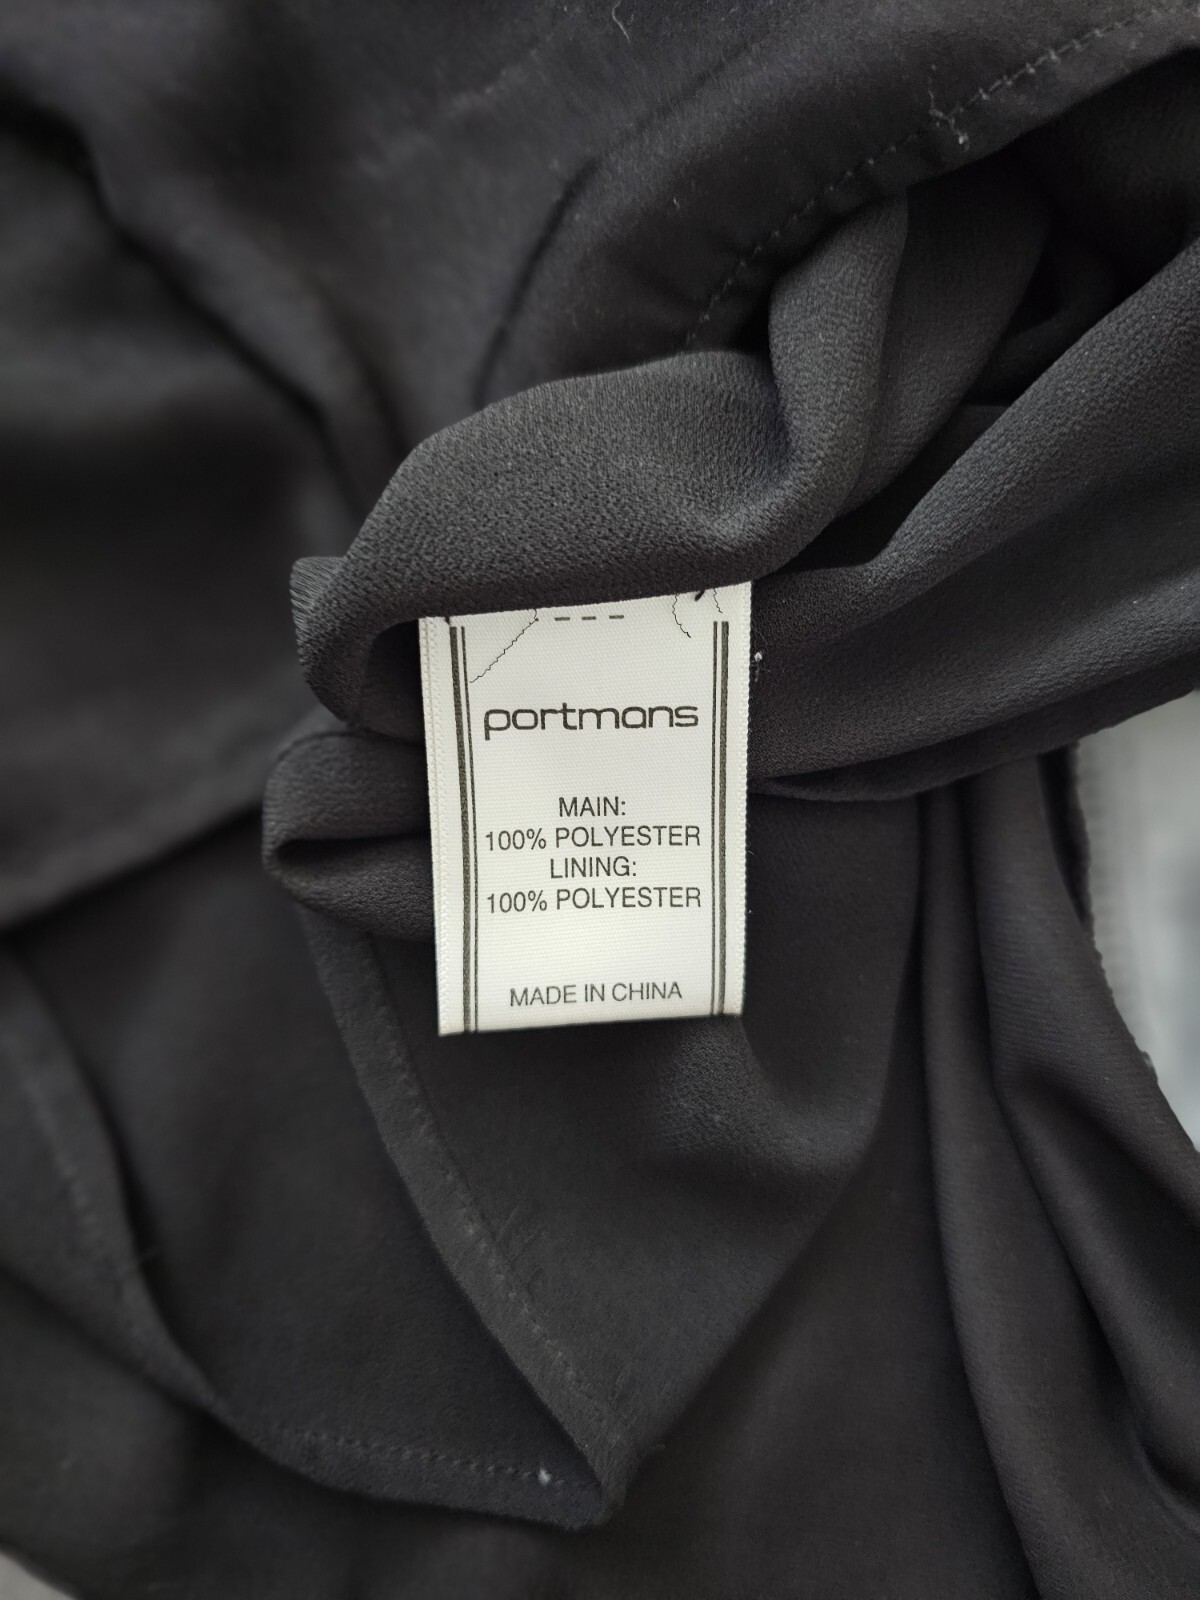 portmans
MAIN:
100% POLYESTER
LINING:
100% POLYESTER
MADE IN CHINA